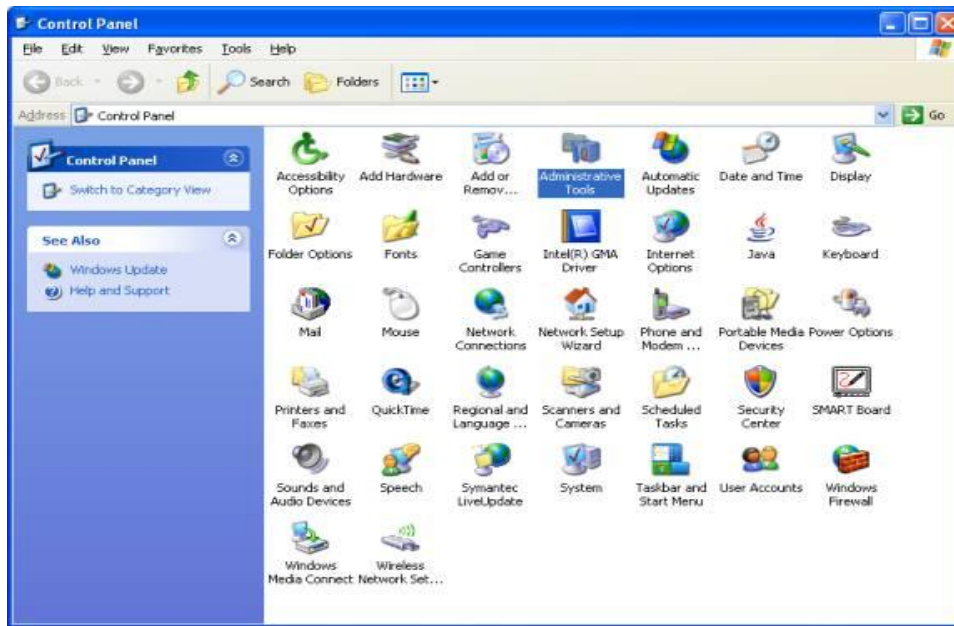 Control Panel
File Edit View Favorites Tools Help
Back Search Folders
Address Control Panel Go
Control Panel
Switch to Category View
See Also
Windows Update
Help and Support
Accessibility Options
Add Hardware
Add or Remov...
Administrative Tools
Automatic Updates
Date and Time
Display
Folder Options
Fonts
Game Controllers
Intel(R) GMA Driver
Internet Options
Java
Keyboard
Mail
Mouse
Network Connections
Network Setup Wizard
Phone and Modem ...
Portable Media Devices
Power Options
Printers and Faxes
QuickTime
Regional and Language ...
Scanners and Cameras
Scheduled Tasks
Security Center
SMART Board
Sounds and Audio Devices
Speech
Symantec LiveUpdate
System
Taskbar and Start Menu
User Accounts
Windows Firewall
Windows Media Connect
Wireless Network Set...